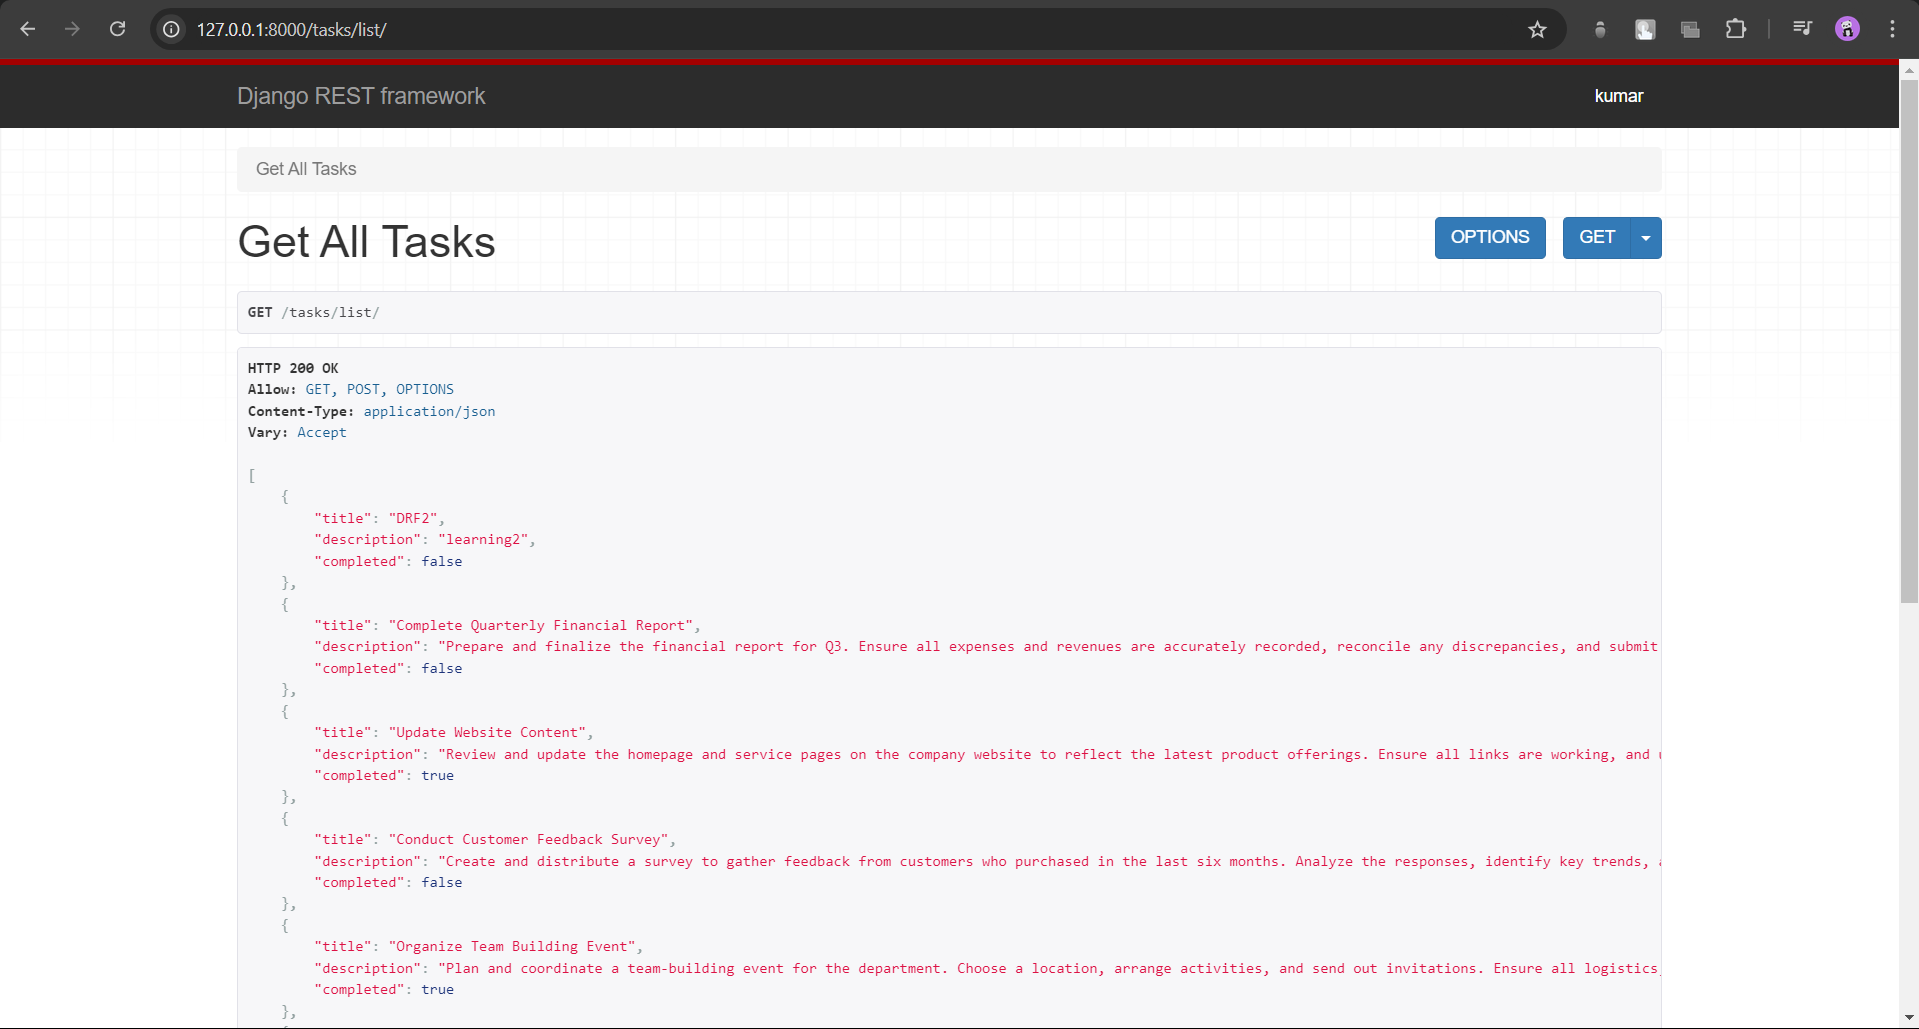 127.0.0.1:8000/tasks/list/
Django REST framework
kumar
Get All Tasks
Get All Tasks
OPTIONS
GET
GET /tasks/list/
HTTP 200 OK
Allow: GET, POST, OPTIONS
Content-Type: application/json
Vary: Accept
[
{
"title": "DRF2",
"description": "learning2",
"completed": false
},
{
"title": "Complete Quarterly Financial Report",
"description": "Prepare and finalize the financial report for Q3. Ensure all expenses and revenues are accurately recorded, reconcile any discrepancies, and submit
"completed": false
},
{
"title": "Update Website Content",
"description": "Review and update the homepage and service pages on the company website to reflect the latest product offerings. Ensure all links are working, and
"completed": true
},
{
"title": "Conduct Customer Feedback Survey",
"description": "Create and distribute a survey to gather feedback from customers who purchased in the last six months. Analyze the responses, identify key trends,
"completed": false
},
{
"title": "Organize Team Building Event",
"description": "Plan and coordinate a team-building event for the department. Choose a location, arrange activities, and send out invitations. Ensure all logistics
"completed": true
},